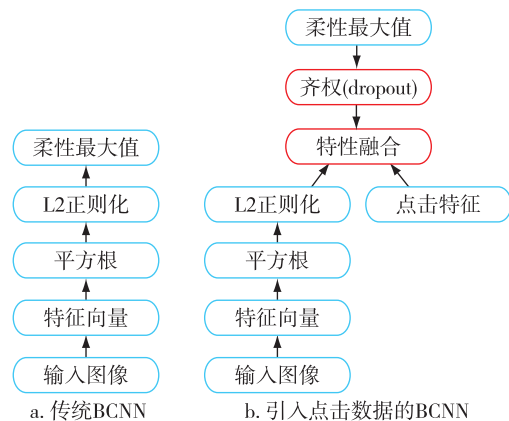 柔性最大值
齐权(dropout)
特性融合
柔性最大值
L2正则化
L2正则化
点击特征
平方根
平方根
特征向量
特征向量
输入图像
输入图像
a. 传统BCNN
b. 引入点击数据的BCNN